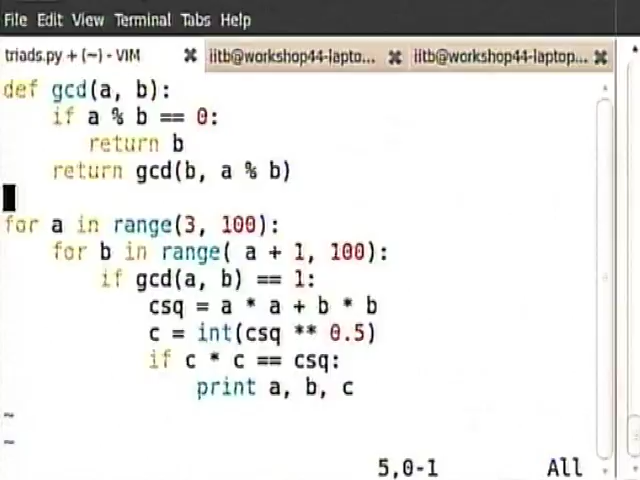 File Edit View Terminal Tabs Help
triads.py + (~) - VIM iitb@workshop44-lapto... iitb@workshop44-laptop...
def gcd(a, b):
    if a % b == 0:
        return b
    return gcd(b, a % b)
for a in range(3, 100):
    for b in range( a + 1, 100):
        if gcd(a, b) == 1:
            csq = a * a + b * b
            c = int(csq ** 0.5)
            if c * c == csq:
                print a, b, c
~
~
5,0-1 All